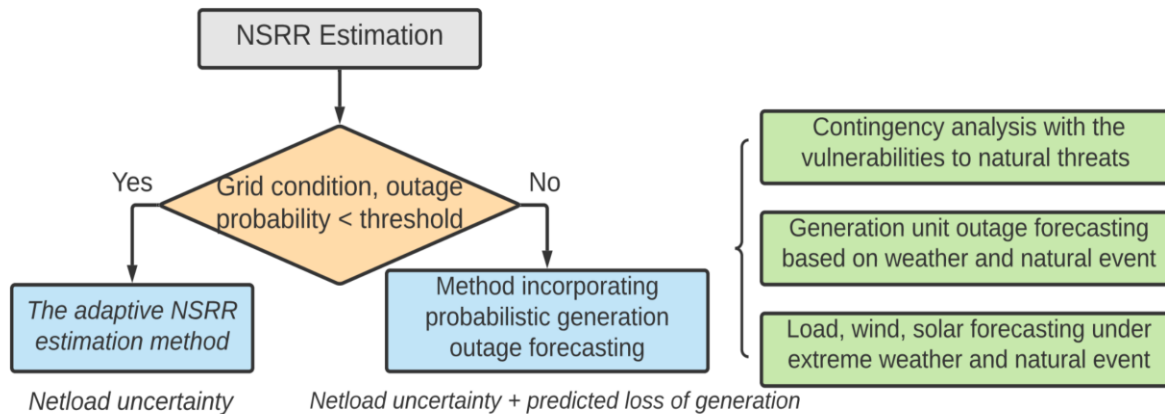 NSRR Estimation
Yes
Grid condition, outage
probability < threshold
No
The adaptive NSRR
estimation method
Netload uncertainty
Method incorporating
probabilistic generation
outage forecasting
Netload uncertainty + predicted loss of generation
Contingency analysis with the
vulnerabilities to natural threats
Generation unit outage forecasting
based on weather and natural event
Load, wind, solar forecasting under
extreme weather and natural event